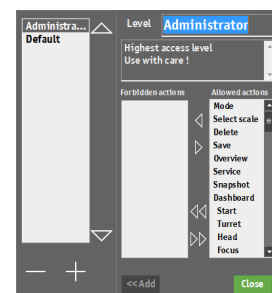 Administra...
Default
Level Administrator
Highest access level
Use with care !
Forbidden actions
Allowed actions
Mode
Select scale
Delete
Save
Overview
Service
Snapshot
Dashboard
Start
Turret
Head
Focus
<< Add
Close